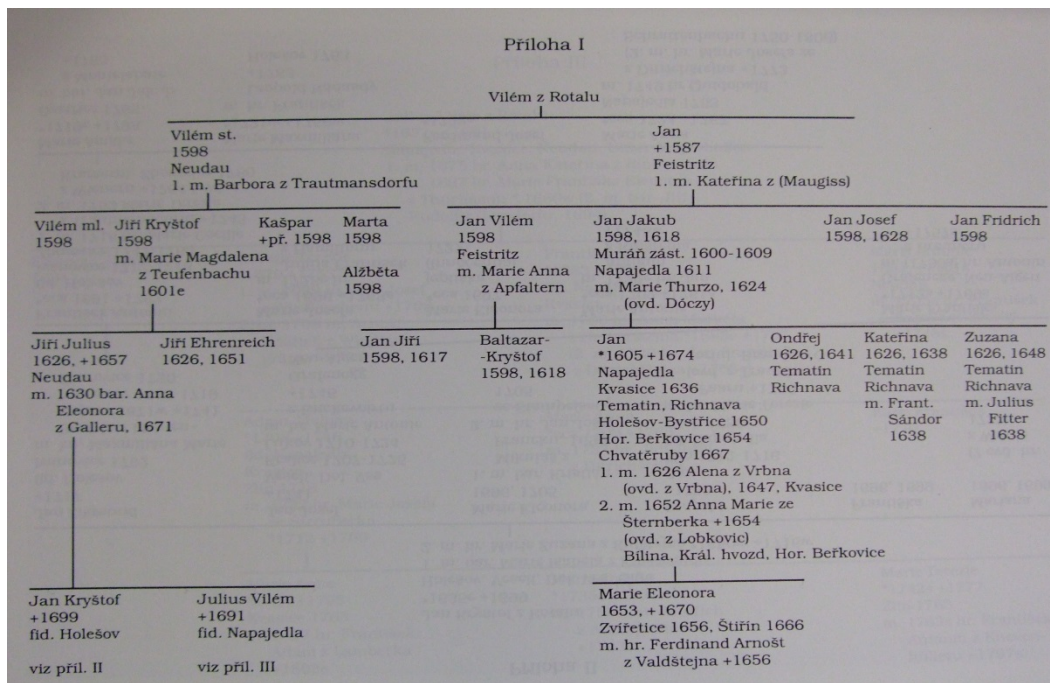 Příloha I
Vilém z Rotalu
Vilém st.
1598
Neudau
1. m. Barbora z Trautmansdorfu
Jan
+1587
Feistritz
1. m. Kateřina z (Maugiss)
Vilém ml.
1598
Jiří Kryštof
1598
m. Marie Magdalena
z Teufenbachu
1601e
Kašpar
+př. 1598
Marta
1598
Alžběta
1598
Jan Vilém
1598
Feistritz
m. Marie Anna
z Apfaltern
Jan Jakub
1598, 1618
Muráň zást. 1600-1609
Napajedla 1611
m. Marie Thurzo, 1624
(ovd. Dóczy)
Jan Josef
1598, 1628
Jan Fridrich
1598
Jiří Julius
1626, +1657
Neudau
m. 1630 bar. Anna
Eleonora
z Galleru, 1671
Jiří Ehrenreich
1626, 1651
Jan Jiří
1598, 1617
Baltazar-
-Kryštof
1598, 1618
Jan
*1605 +1674
Napajedla
Kvasice 1636
Tematin, Richnava
Holešov-Bystřice 1650
Hor. Beřkovice 1654
Chvatěruby 1667
1. m. 1626 Alena z Vrbna
(ovd. z Vrbna), 1647, Kvasice
2. m. 1652 Anna Marie ze
Šternberka +1654
(ovd. z Lobkovic)
Bílina, Král. hvozd, Hor. Beřkovice
Ondřej
1626, 1641
Tematin
Richnava
Kateřina
1626, 1638
Tematin
Richnava
m. Frant.
Sándor
1638
Zuzana
1626, 1648
Tematin
Richnava
m. Julius
Fitter
1638
Jan Kryštof
+1699
fid. Holešov
viz příl. II
Julius Vilém
+1691
fid. Napajedla
viz příl. III
Marie Eleonora
1653, +1670
Zvířetice 1656, Štiřín 1666
m. hr. Ferdinand Arnošt
z Valdštejna +1656